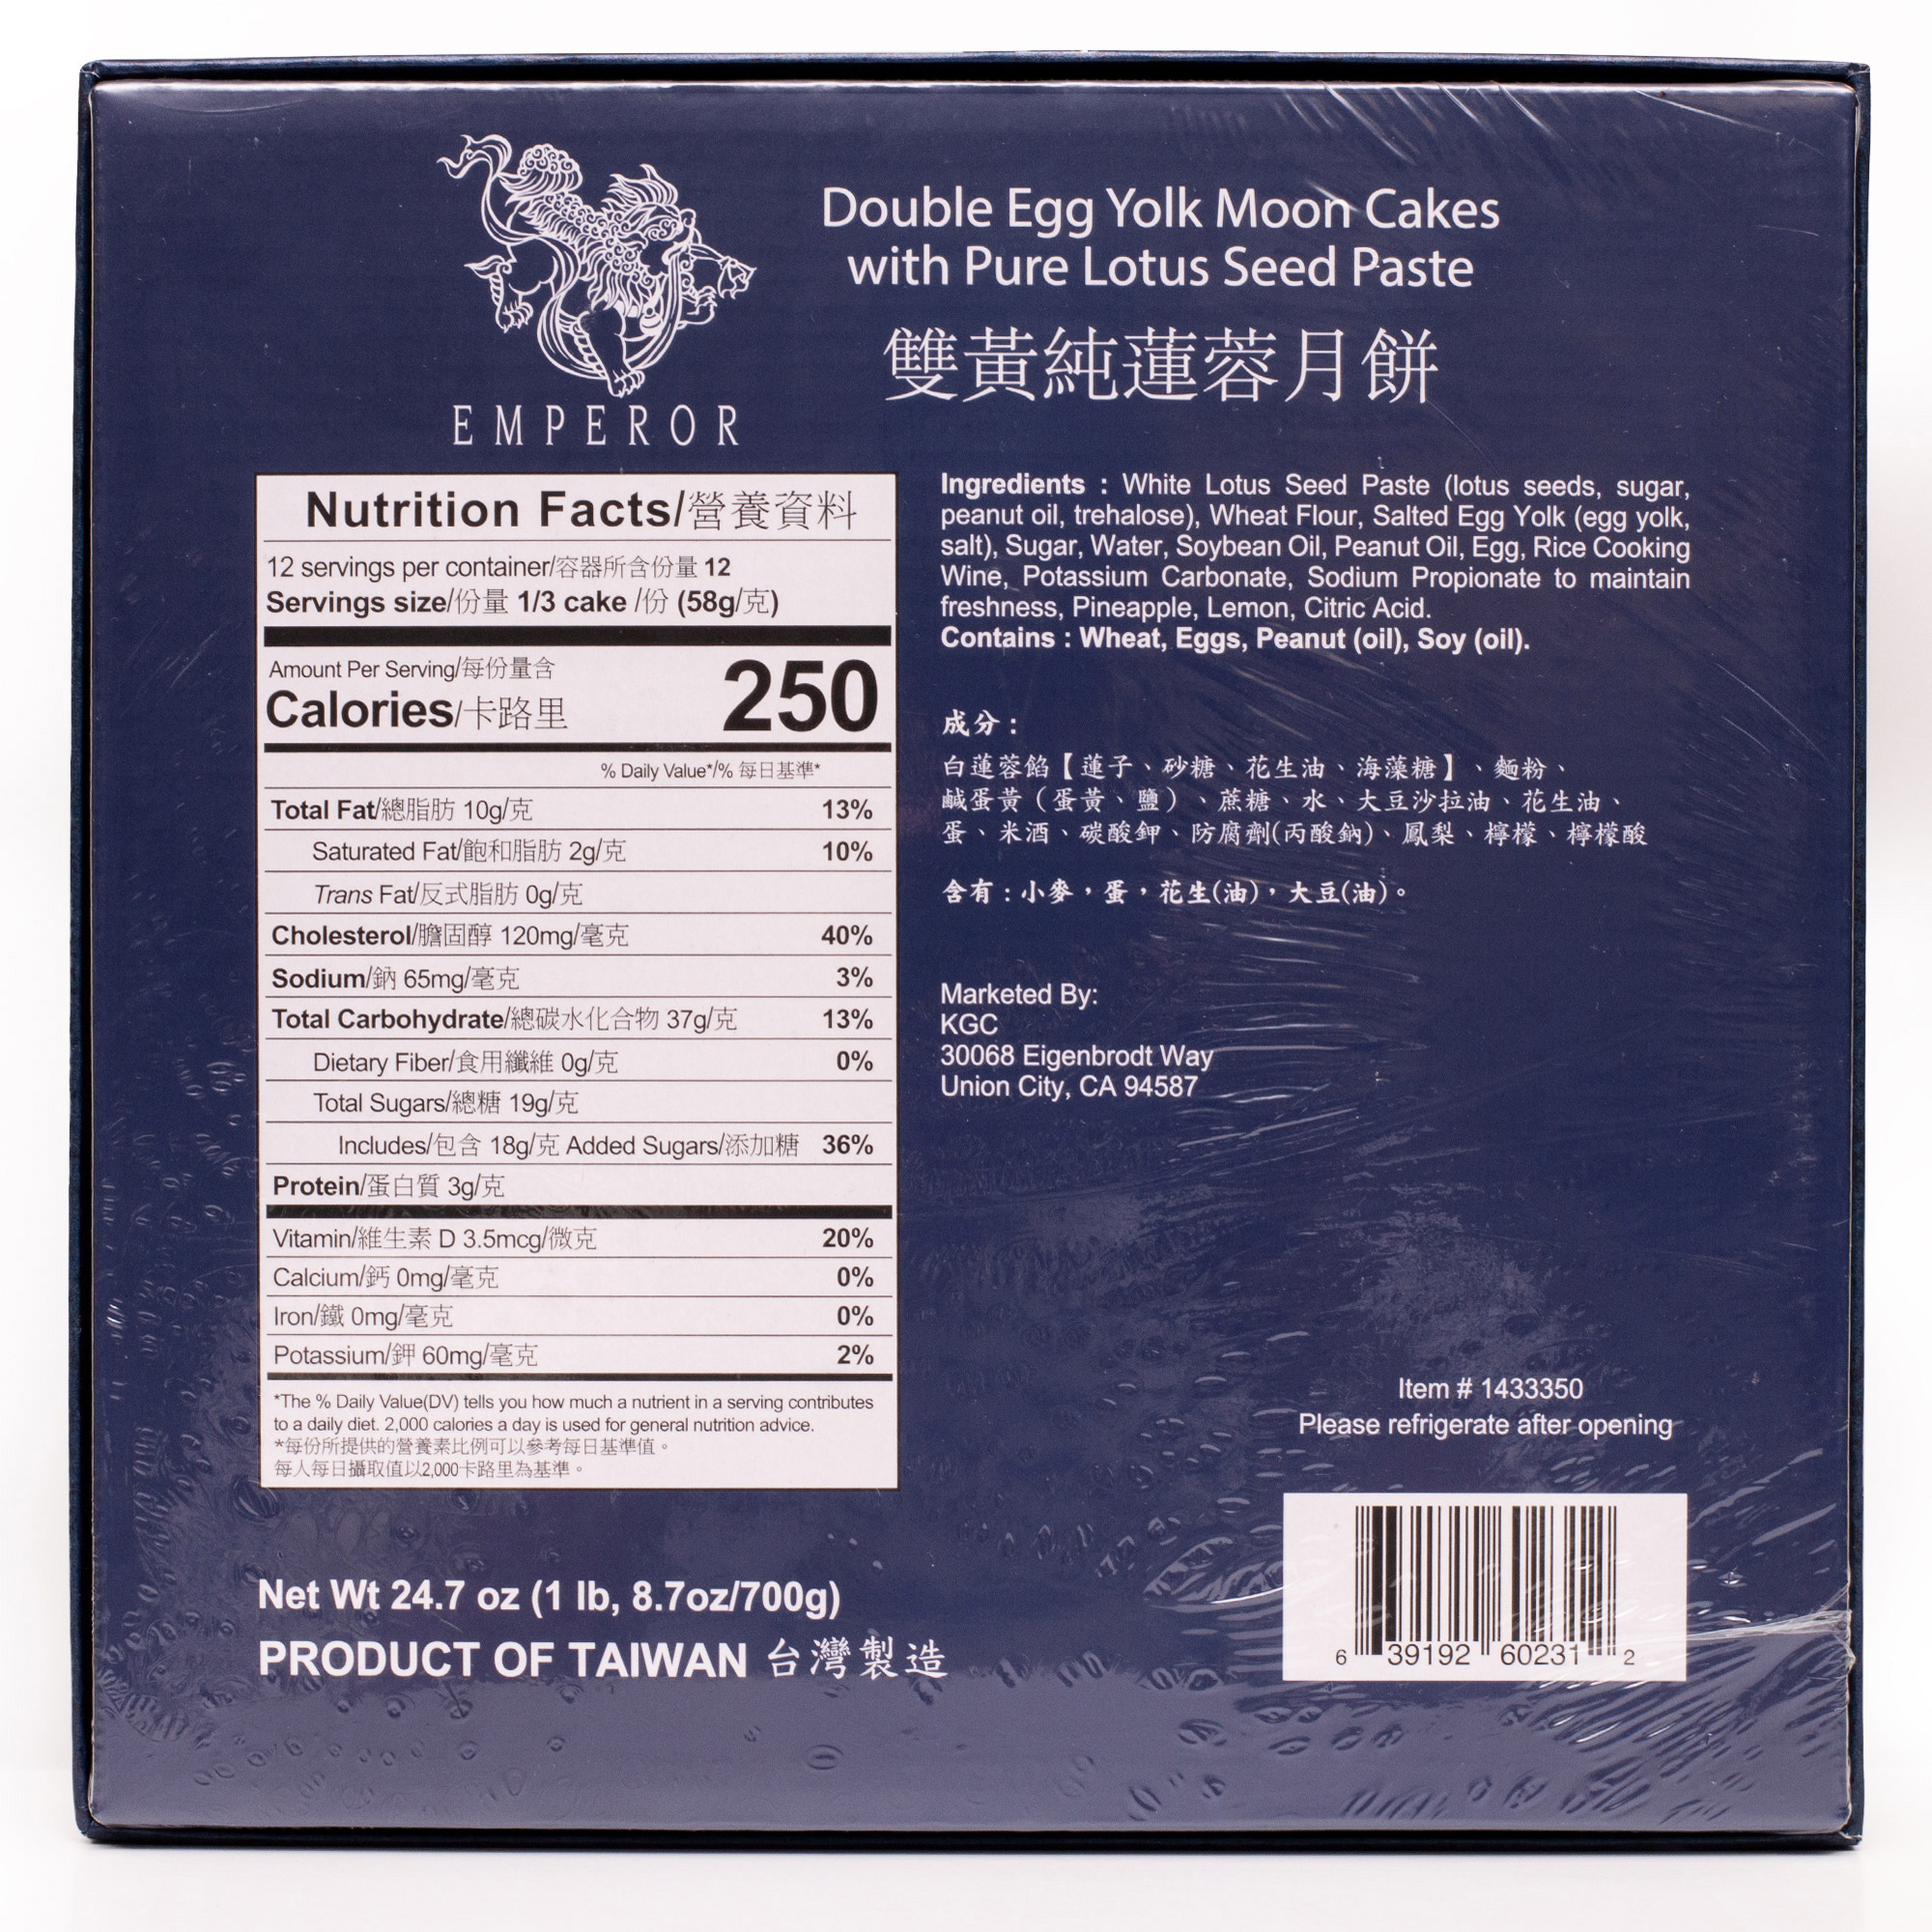 EMPEROR
Double Egg Yolk Moon Cakes
with Pure Lotus Seed Paste
雙黃純蓮蓉月餅
Nutrition Facts/營養資料
12 servings per container/容器所含份量 12
Servings size/份量 1/3 cake /份 (58g/克)
Amount Per Serving/每份量含
Calories/卡路里 250
% Daily Value*/% 每日基準*
Total Fat/總脂肪 10g/克 13%
Saturated Fat/飽和脂肪 2g/克 10%
Trans Fat/反式脂肪 0g/克
Cholesterol/膽固醇 120mg/毫克 40%
Sodium/鈉 65mg/毫克 3%
Total Carbohydrate/總碳水化合物 37g/克 13%
Dietary Fiber/食用纖維 0g/克 0%
Total Sugars/總糖 19g/克
Includes/包含 18g/克 Added Sugars/添加糖 36%
Protein/蛋白質 3g/克
Vitamin/維生素 D 3.5mcg/微克 20%
Calcium/鈣 0mg/毫克 0%
Iron/鐵 0mg/毫克 0%
Potassium/鉀 60mg/毫克 2%
*The % Daily Value(DV) tells you how much a nutrient in a serving contributes
to a daily diet. 2,000 calories a day is used for general nutrition advice.
*每份所提供的營養素比例可以參考每日基準值。
每人每日攝取值以2,000卡路里為基準。
Ingredients : White Lotus Seed Paste (lotus seeds, sugar,
peanut oil, trehalose), Wheat Flour, Salted Egg Yolk (egg yolk,
salt), Sugar, Water, Soybean Oil, Peanut Oil, Egg, Rice Cooking
Wine, Potassium Carbonate, Sodium Propionate to maintain
freshness, Pineapple, Lemon, Citric Acid.
Contains : Wheat, Eggs, Peanut (oil), Soy (oil).
成分：
白蓮蓉餡【蓮子、砂糖、花生油、海藻糖】、麵粉、
鹹蛋黃（蛋黃、鹽）、蔗糖、水、大豆沙拉油、花生油、
蛋、米酒、碳酸鉀、防腐劑(丙酸鈉)、鳳梨、檸檬、檸檬酸
含有：小麥，蛋，花生(油)，大豆(油)。
Marketed By:
KGC
30068 Eigenbrodt Way
Union City, CA 94587
Item # 1433350
Please refrigerate after opening
6 39192 60231 2
Net Wt 24.7 oz (1 lb, 8.7oz/700g)
PRODUCT OF TAIWAN 台灣製造